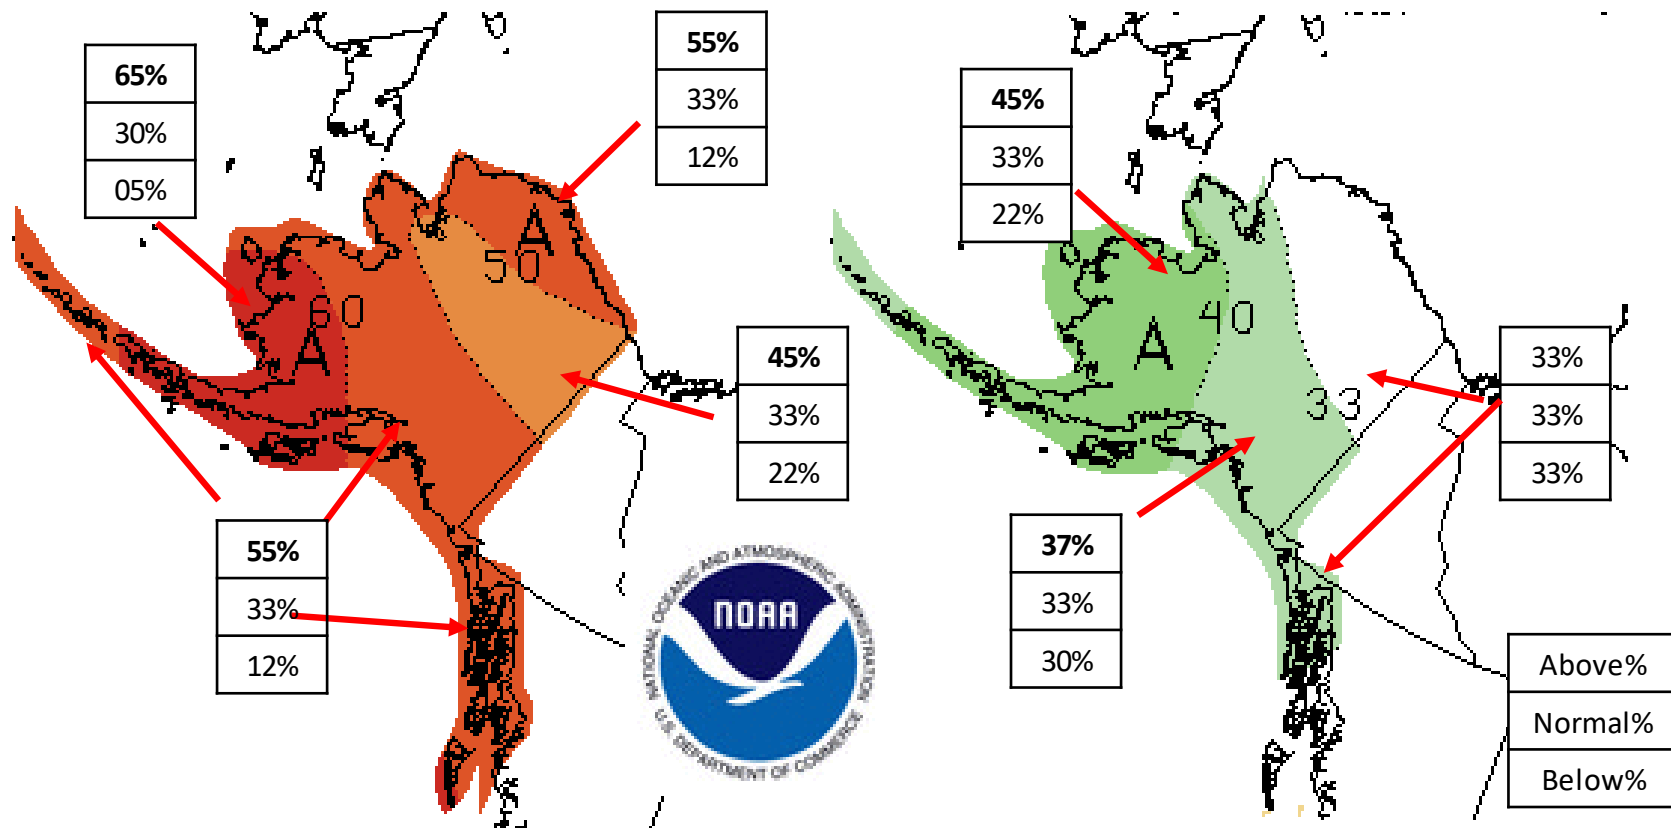 65%
30%
05%
55%
33%
12%
A
50
60
A
45%
33%
22%
55%
33%
12%
NATIONAL OCEANIC AND ATMOSPHERIC ADMINISTRATION
NOAA
U.S. DEPARTMENT OF COMMERCE
45%
33%
22%
40
A
33
33%
33%
33%
37%
33%
30%
Above%
Normal%
Below%